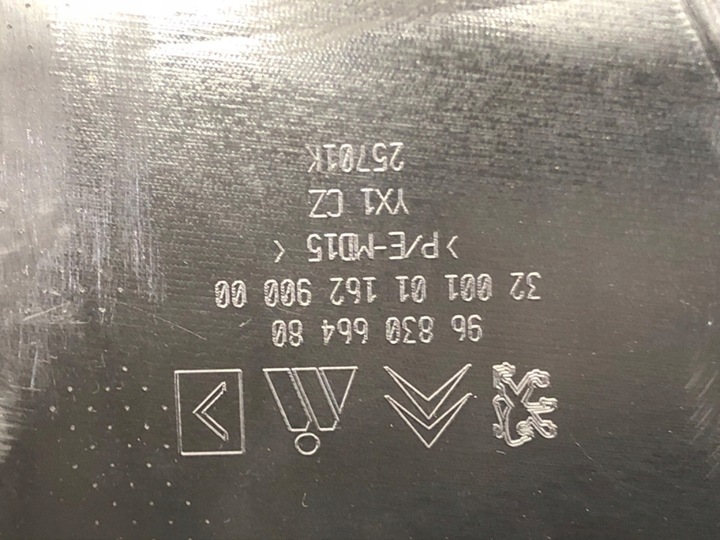 96 830 664 80
32 001 01 162 900 00
>P/E-MD15 <
YX1 CZ
25701K